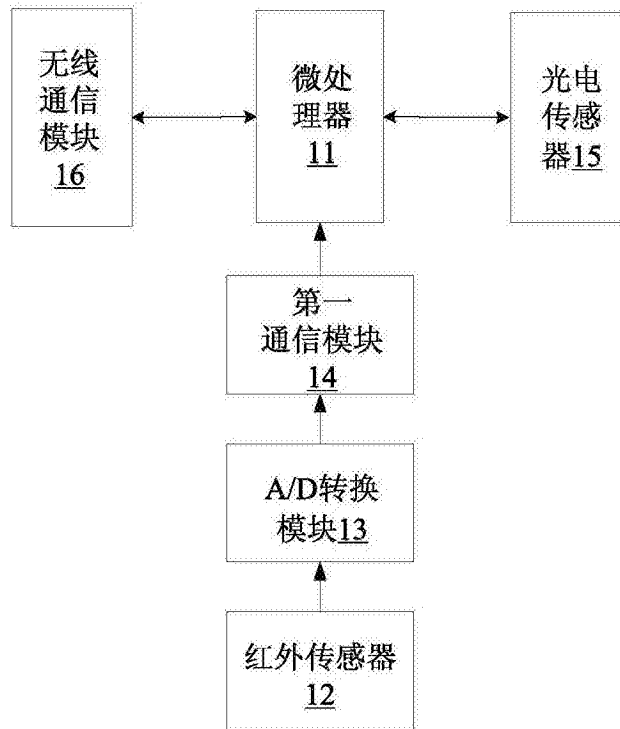 无线
通信
模块
16
微处
理器
11
光电
传感
器15
第一
通信模块
14
A/D转换
模块13
红外传感器
12